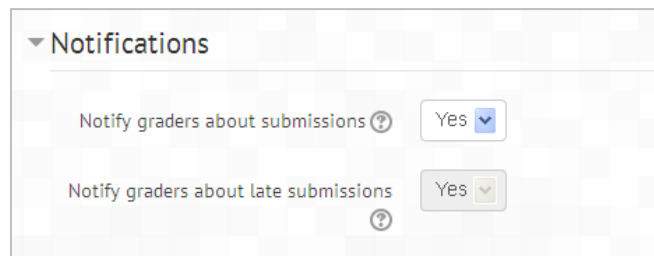 Notifications
Notify graders about submissions Yes
Notify graders about late submissions Yes